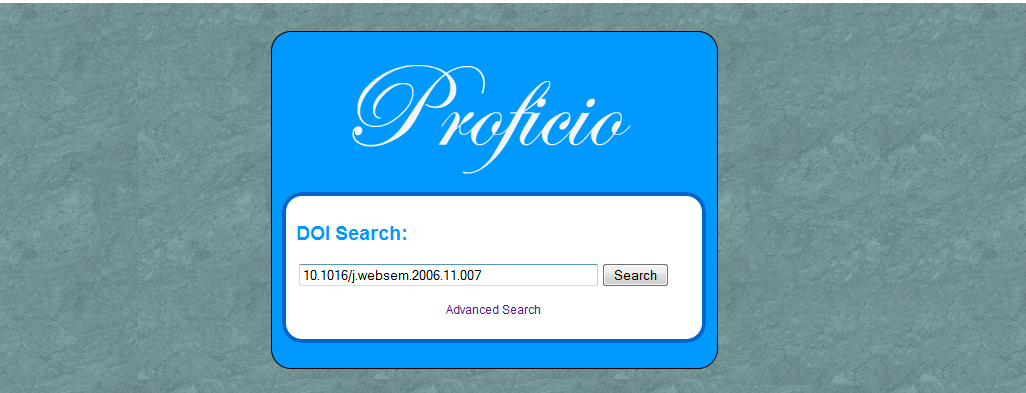 Proficio
DOI Search:
10.1016/j.websem.2006.11.007 Search
Advanced Search